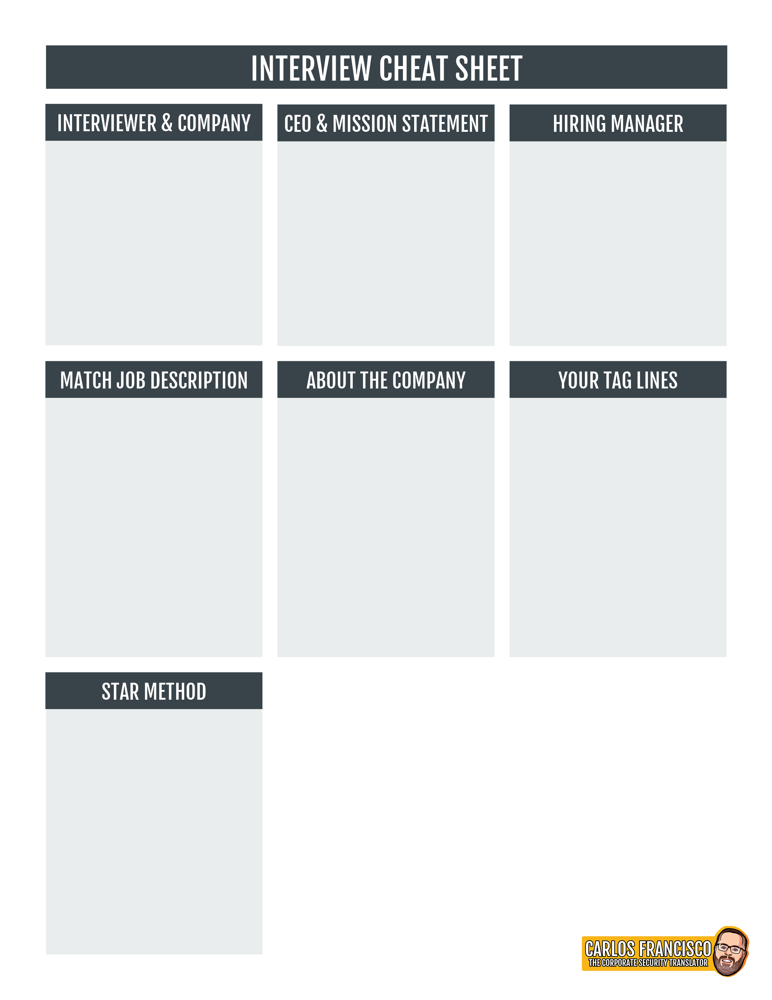 INTERVIEW CHEAT SHEET
INTERVIEWER & COMPANY
CEO & MISSION STATEMENT
HIRING MANAGER
MATCH JOB DESCRIPTION
ABOUT THE COMPANY
YOUR TAG LINES
STAR METHOD
CARLOS FRANCISCO
THE CORPORATE SECURITY TRANSLATOR